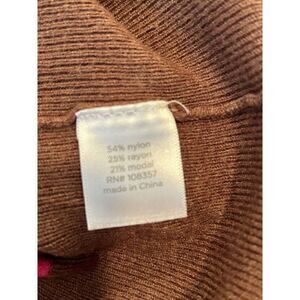 54% nylon
25% rayon
21% modal
RN# 108357
made in China